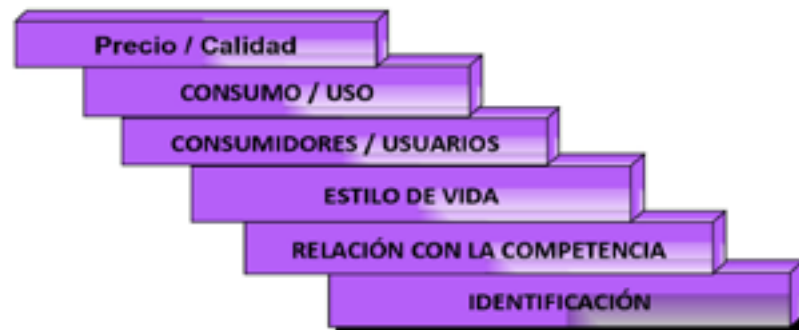 Precio / Calidad
CONSUMO / USO
CONSUMIDORES / USUARIOS
ESTILO DE VIDA
RELACIÓN CON LA COMPETENCIA
IDENTIFICACIÓN